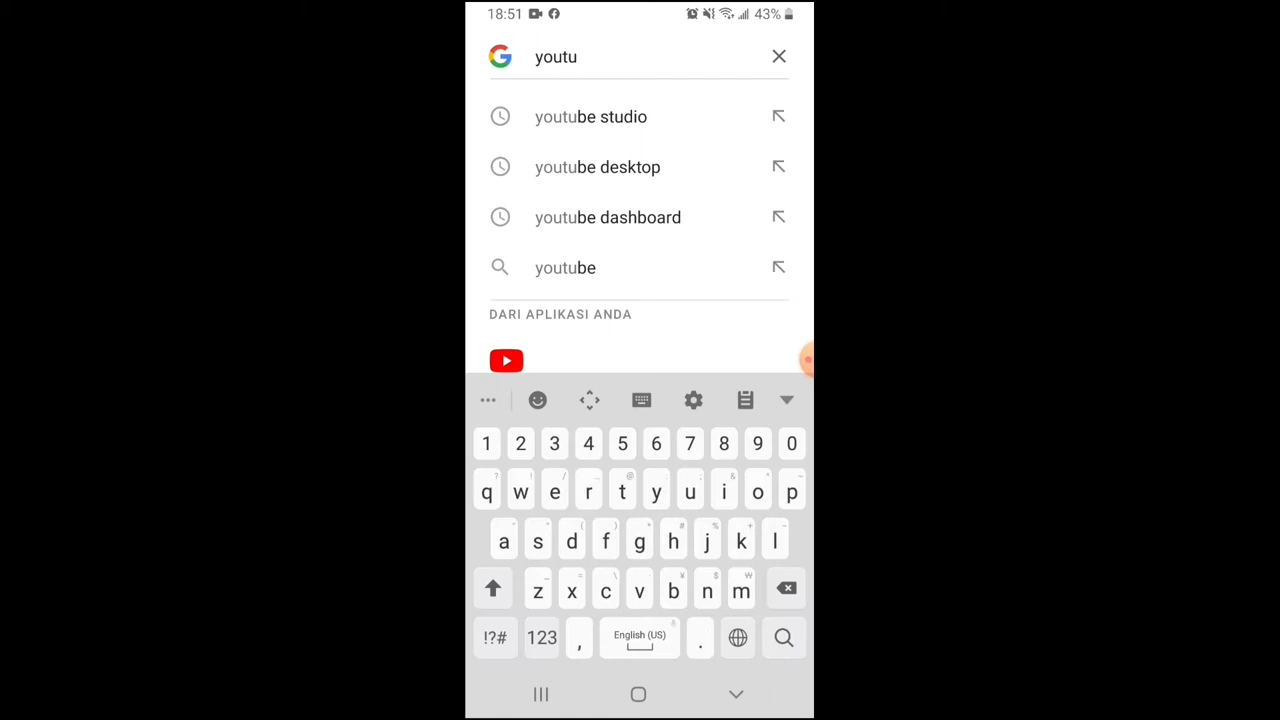 18:51 43%
youtu
youtube studio
youtube desktop
youtube dashboard
youtube
DARI APLIKASI ANDA
1 2 3 4 5 6 7 8 9 0
q w e r t y u i o p
a s d f g h j k l
z x c v b n m
!?# 123 , English (US) .